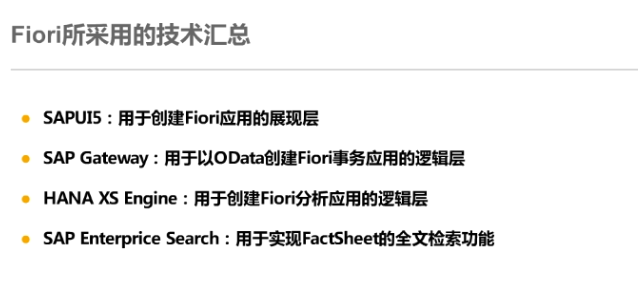 Fiori所采用的技术汇总
SAPUI5：用于创建Fiori应用的展现层
SAP Gateway：用于以OData创建Fiori事务应用的逻辑层
HANA XS Engine：用于创建Fiori分析应用的逻辑层
SAP Enterprice Search：用于实现FactSheet的全文检索功能